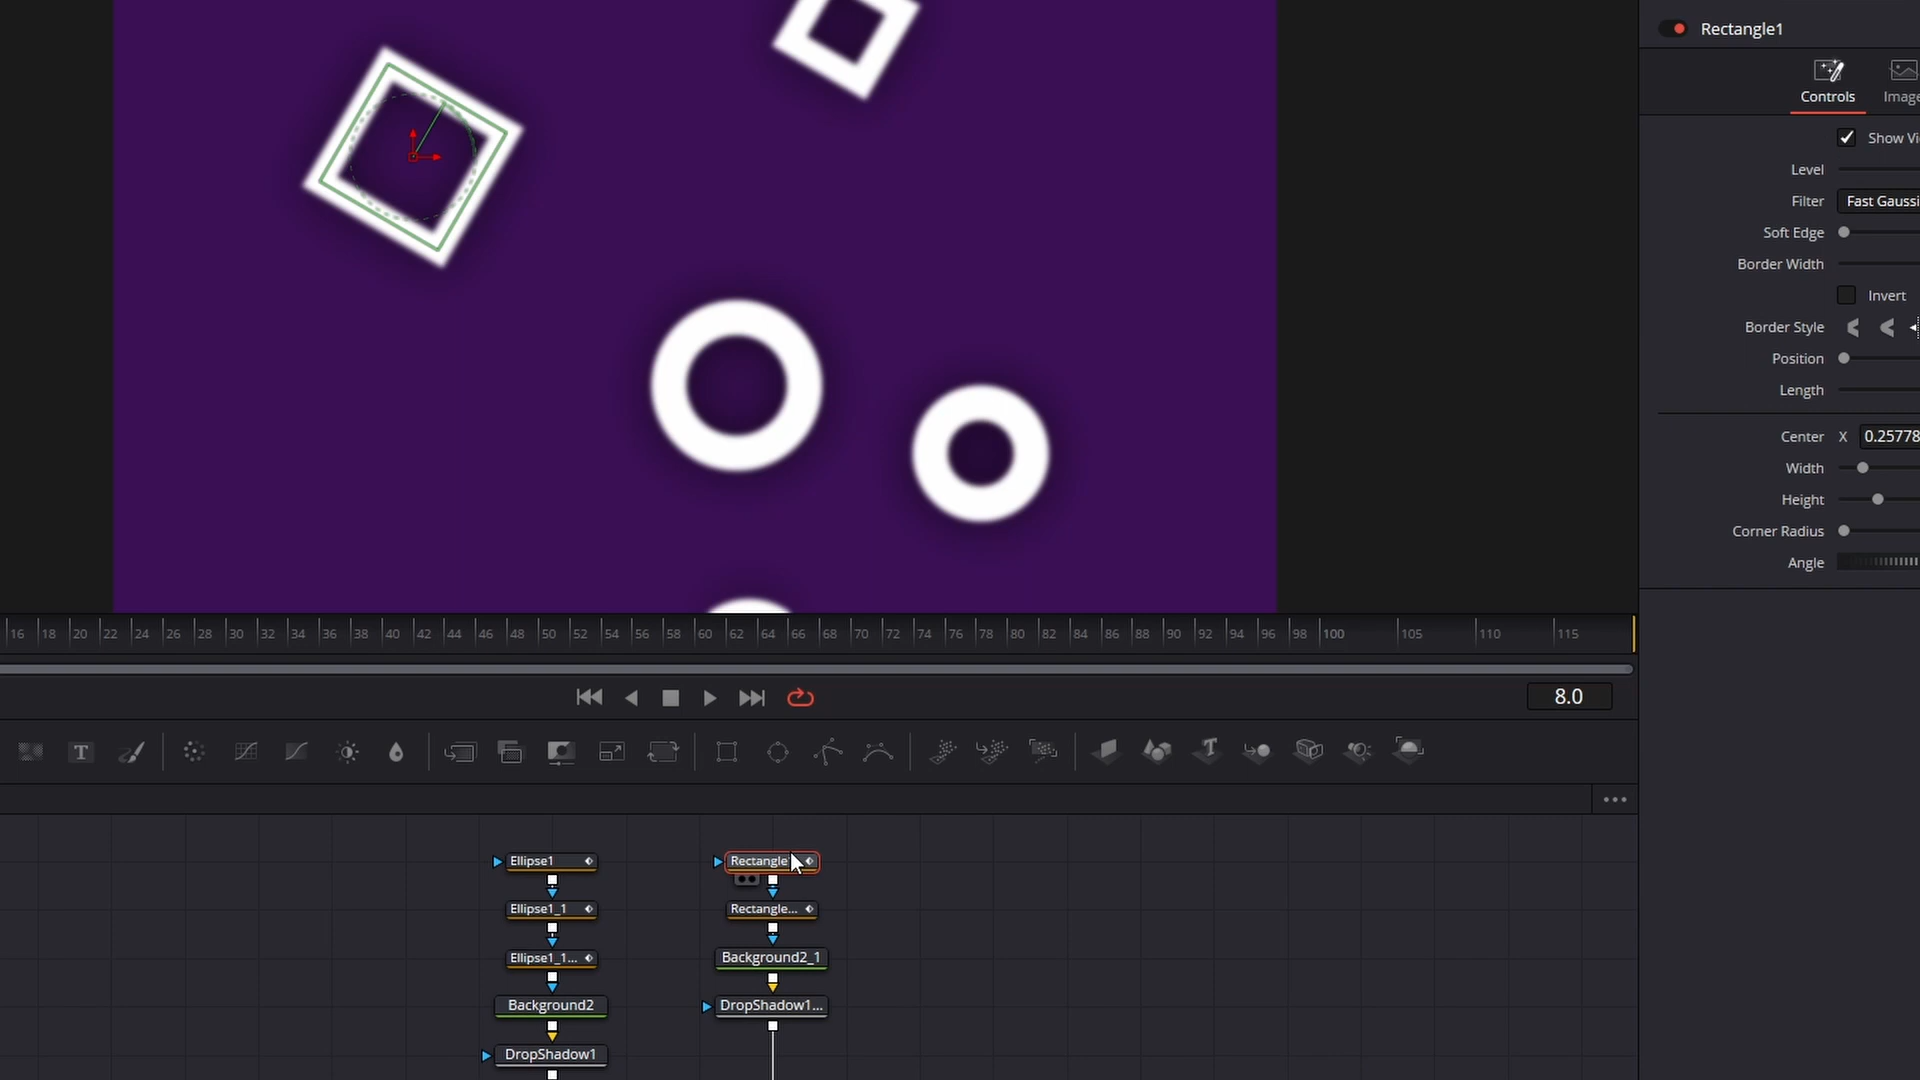 Rectangle1
Controls
Image
Show Vi
Level
Filter Fast Gaussi
Soft Edge
Border Width
Invert
Border Style
Position
Length
Center X 0.25778
Width
Height
Corner Radius
Angle
16 18 20 22 24 26 28 30 32 34 36 38 40 42 44 46 48 50 52 54 56 58 60 62 64 66 68 70 72 74 76 78 80 82 84 86 88 90 92 94 96 98 100 105 110 115
8.0
T
Ellipse1
Rectangle
Ellipse1_1
Rectangle...
Ellipse1_1...
Background2_1
Background2
DropShadow1...
DropShadow1